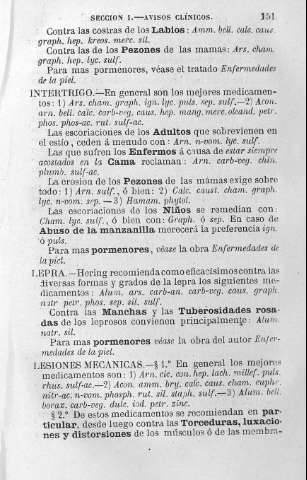 SECCION 1.—AVISOS CLÍNICOS. 151
Contra las costras de los Labios: Amm. bell. calc. caus.
graph. hep. kreos. merc. sil.
Contra las de los Pezones de las mamas: Ars. cham.
graph. hep. lyc. sulf.
Para mas pormenores, véase el tratado Enfermedades
de la piel.
INTERTRIGO.—En general son los mejores medicamen-
tos: 1) Ars. cham. graph. ign. lyc. puls. sep. sulf.—2) Acon.
arn. bell. calc. carb-veg. caus. hep. mang. merc. oleand. petr.
phos. phos-ac. rut. sulf-ac.
Las escoriaciones de los Adultos que sobrevienen en
el estío, ceden á menudo con: Arn. n-vom. lyc. sulf.
Las que sufren los Enfermos á causa de estar siempre
acostados en la Cama reclaman: Arn. carb-veg. chin.
plumb. sulf-ac.
La erosion de los Pezones de las mamas exige sobre
todo: 1) Arn. sulf., ó bien: 2) Calc. caust. cham. graph.
lyc. n-vom. sep.—3) Hamam. phytol.
Las escoriaciones de los Niños se remedian con:
Cham. lyc. sulf., ó bien con: Graph. ó sep. En caso de
Abuso de la manzanilla merecerá la preferencia ign.
ó puls.
Para mas pormenores, véase la obra Enfermedades de
la piel.
LEPRA.—Hering recomienda como eficacísimos contra las
diversas formas y grados de la lepra los siguientes me-
dicamentos: Alum. ars. carb-an. carb-veg. caus. graph.
natr petr. phos. sep. sil. sulf.
Contra las Manchas y las Tuberosidades rosa-
das de los leprosos convienen principalmente: Alum.
natr. sil.
Para mas pormenores véase la obra del autor Enfer-
medades de la piel.
LESIONES MECANICAS.—§ 1.º En general los mejores
medicamentos son: 1) Arn. cic. con. hep. lach. millef. puls.
rhus. sulf-ac.—2) Acon. amm. bry. calc. caus. cham. euphr.
nitr-ac. n-vom. phosph. rut. sil. staph. sulf.—3) Alum. bell.
borax. carb-veg. dulc. iod. petr. zinc.
§ 2.º De estos medicamentos se recomiendan en par-
ticular, desde luego contra las Torceduras, luxacio-
nes y distorsiones de los músculos ó de las membra-